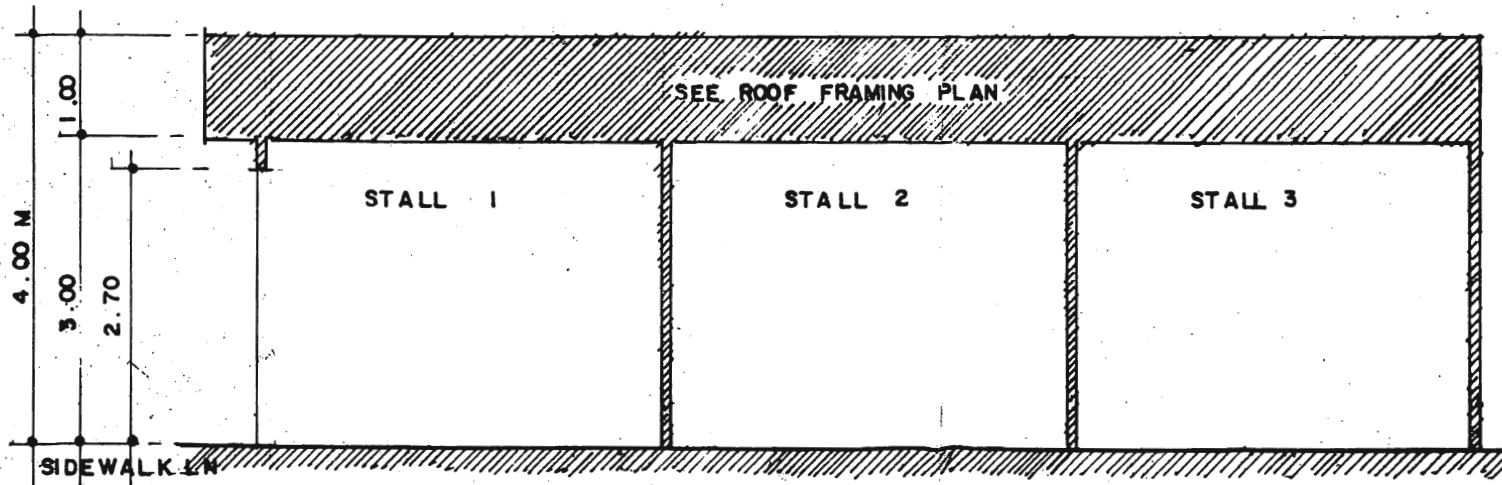 SEE ROOF FRAMING PLAN
1.00
STALL 1
STALL 2
STALL 3
4.00 M
3.00
2.70
SIDEWALK LN